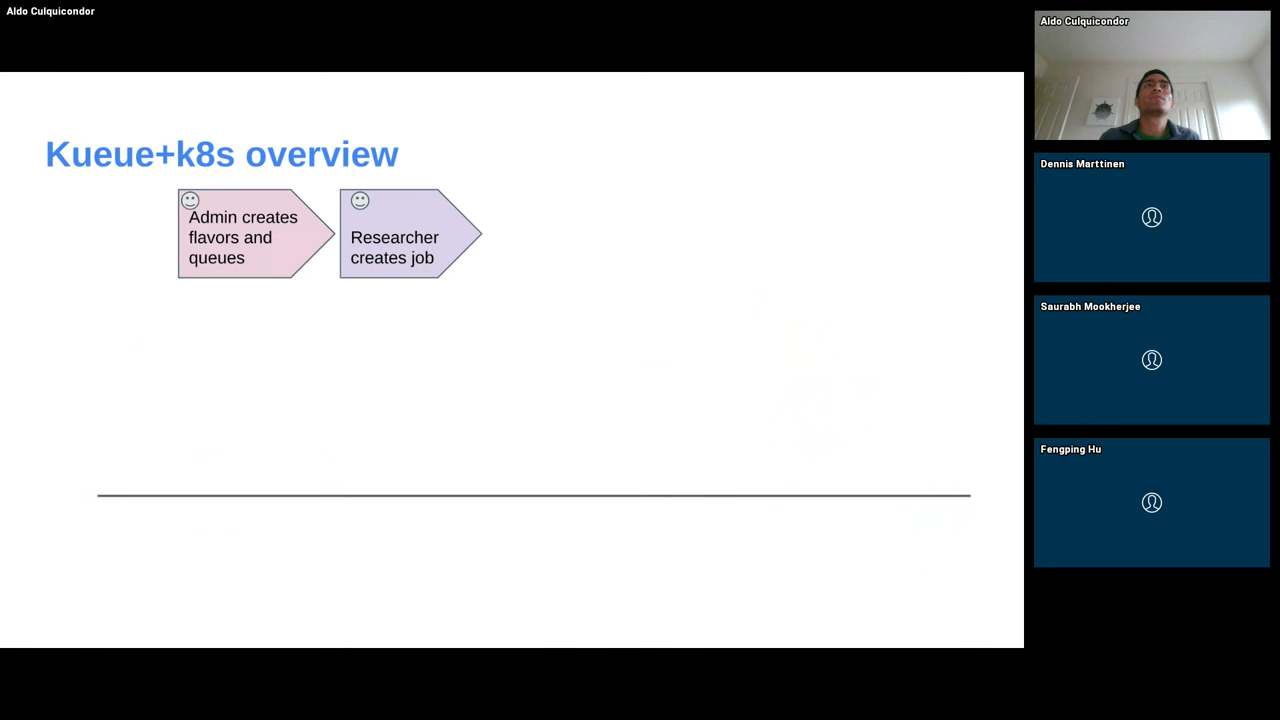 Aldo Culquicondor
Kueue+k8s overview
Admin creates
flavors and
queues
Researcher
creates job
Aldo Culquicondor
Dennis Marttinen
Saurabh Mookherjee
Fengping Hu